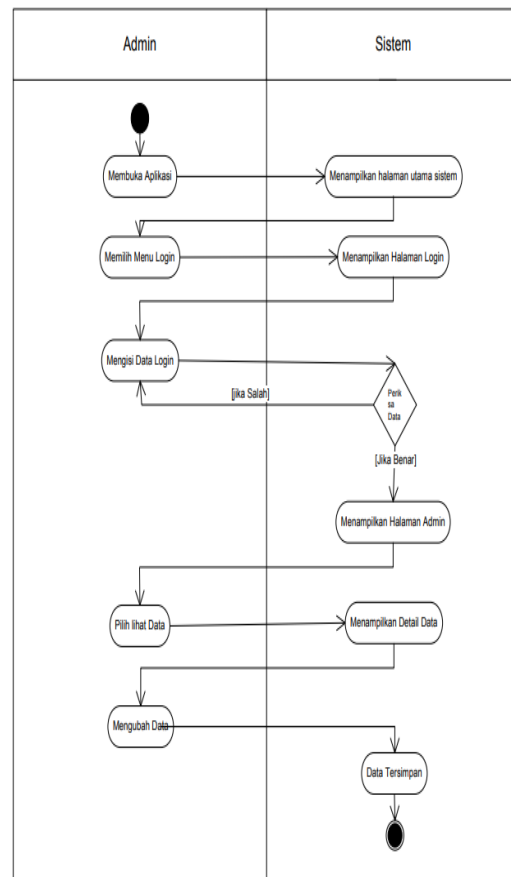 Admin
Sistem
Membuka Aplikasi
Menampilkan halaman utama sistem
Memilih Menu Login
Menampilkan Halaman Login
Mengisi Data Login
Perik
sa
Data
[jika Salah]
[Jika Benar]
Menampilkan Halaman Admin
Pilih lihat Data
Menampilkan Detail Data
Mengubah Data
Data Tersimpan